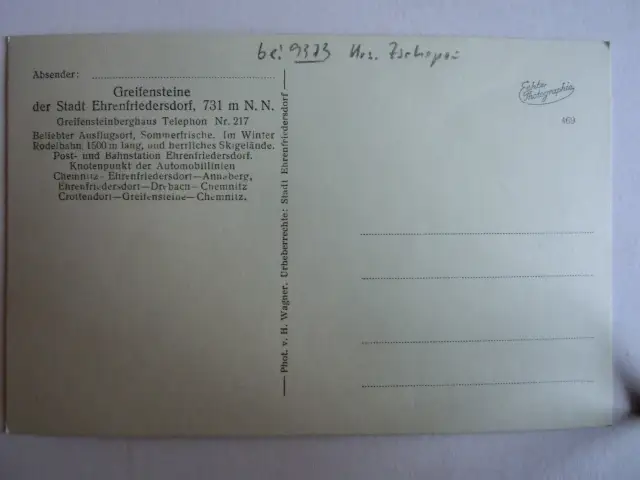 bei 9373 Krs. Zschopau
Absender:
Greifensteine
der Stadt Ehrenfriedersdorf, 731 m N. N.
Greifensteinberghaus Telephon Nr. 217
Beliebter Ausflugsort, Sommerfrische. Im Winter
Rodelbahn 1500 m lang, und herrliches Skigelände.
Post- und Bahnstation Ehrenfriedersdorf.
Knotenpunkt der Automobillinien
Chemnitz—Ehrenfriedersdorf—Annaberg,
Ehrenfriedersdorf—Drebach—Chemnitz
Crottendorf—Greifensteine—Chemnitz.
Phot. v. H. Wagner. Urheberrechte: Stadt Ehrenfriedersdorf
Echte
Photographie
469